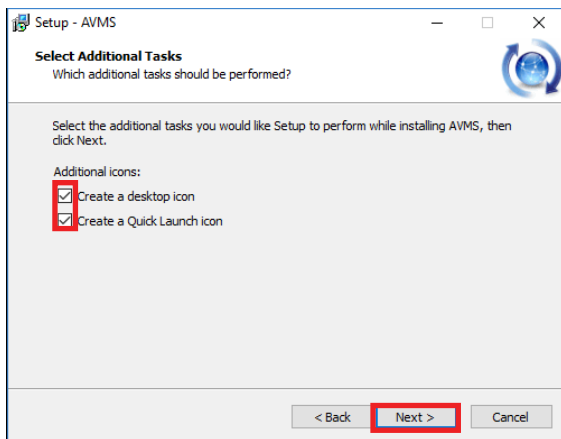 Setup - AVMS
Select Additional Tasks
Which additional tasks should be performed?
Select the additional tasks you would like Setup to perform while installing AVMS, then
click Next.
Additional icons:
Create a desktop icon
Create a Quick Launch icon
< Back Next > Cancel